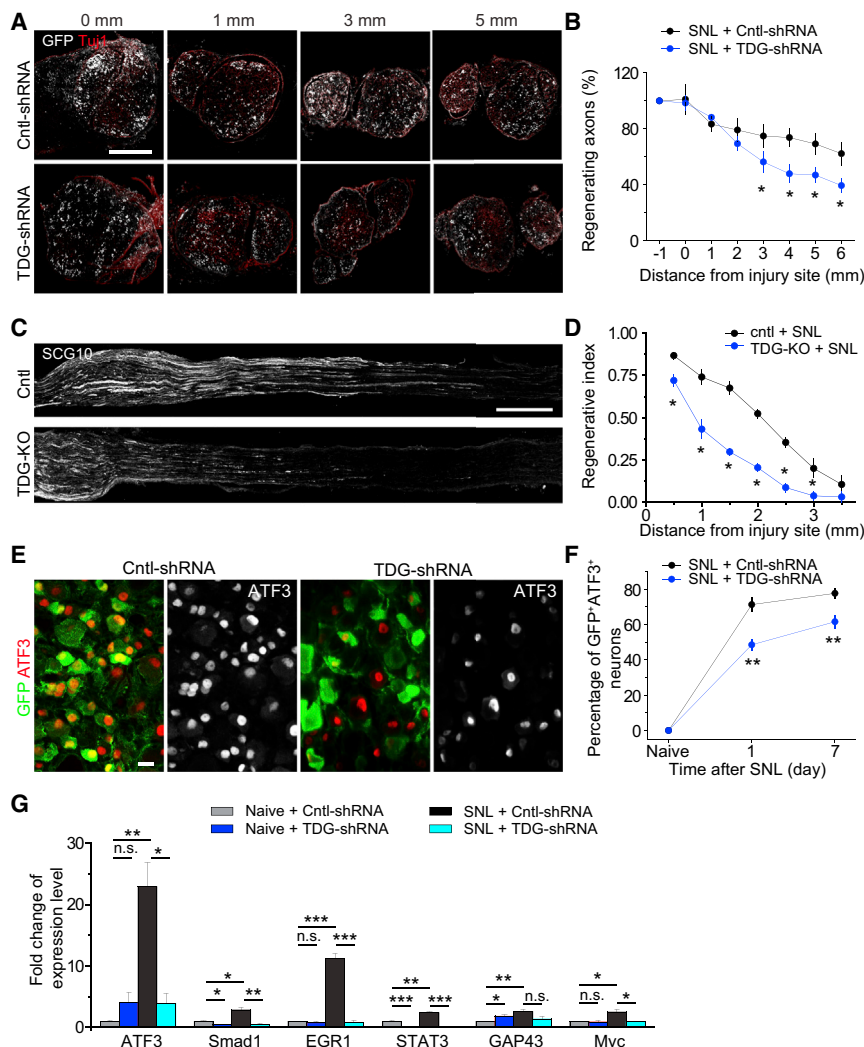 A
0 mm 1 mm 3 mm 5 mm
GFP Tuj1
Cntl-shRNA
TDG-shRNA
B
SNL + Cntl-shRNA
SNL + TDG-shRNA
Regenerating axons (%)
120
80
40
0
* * * *
-1 0 1 2 3 4 5 6
Distance from injury site (mm)
C
SCG10
Cntl
TDG-KO
D
cntl + SNL
TDG-KO + SNL
Regenerative index
1.00
0.75
0.50
0.25
0.00
* * * * * *
0 1 2 3
Distance from injury site (mm)
E
Cntl-shRNA TDG-shRNA
GFP ATF3
ATF3 ATF3
F
SNL + Cntl-shRNA
SNL + TDG-shRNA
Percentage of GFP+ATF3+
neurons
80
60
40
20
0
** **
Naive 1 7
Time after SNL (day)
G
Naive + Cntl-shRNA SNL + Cntl-shRNA
Naive + TDG-shRNA SNL + TDG-shRNA
Fold change of
expression level
30
20
10
0
** n.s. *
* * **
*** n.s. ***
** *** ***
** * n.s.
* n.s. *
ATF3 Smad1 EGR1 STAT3 GAP43 Myc